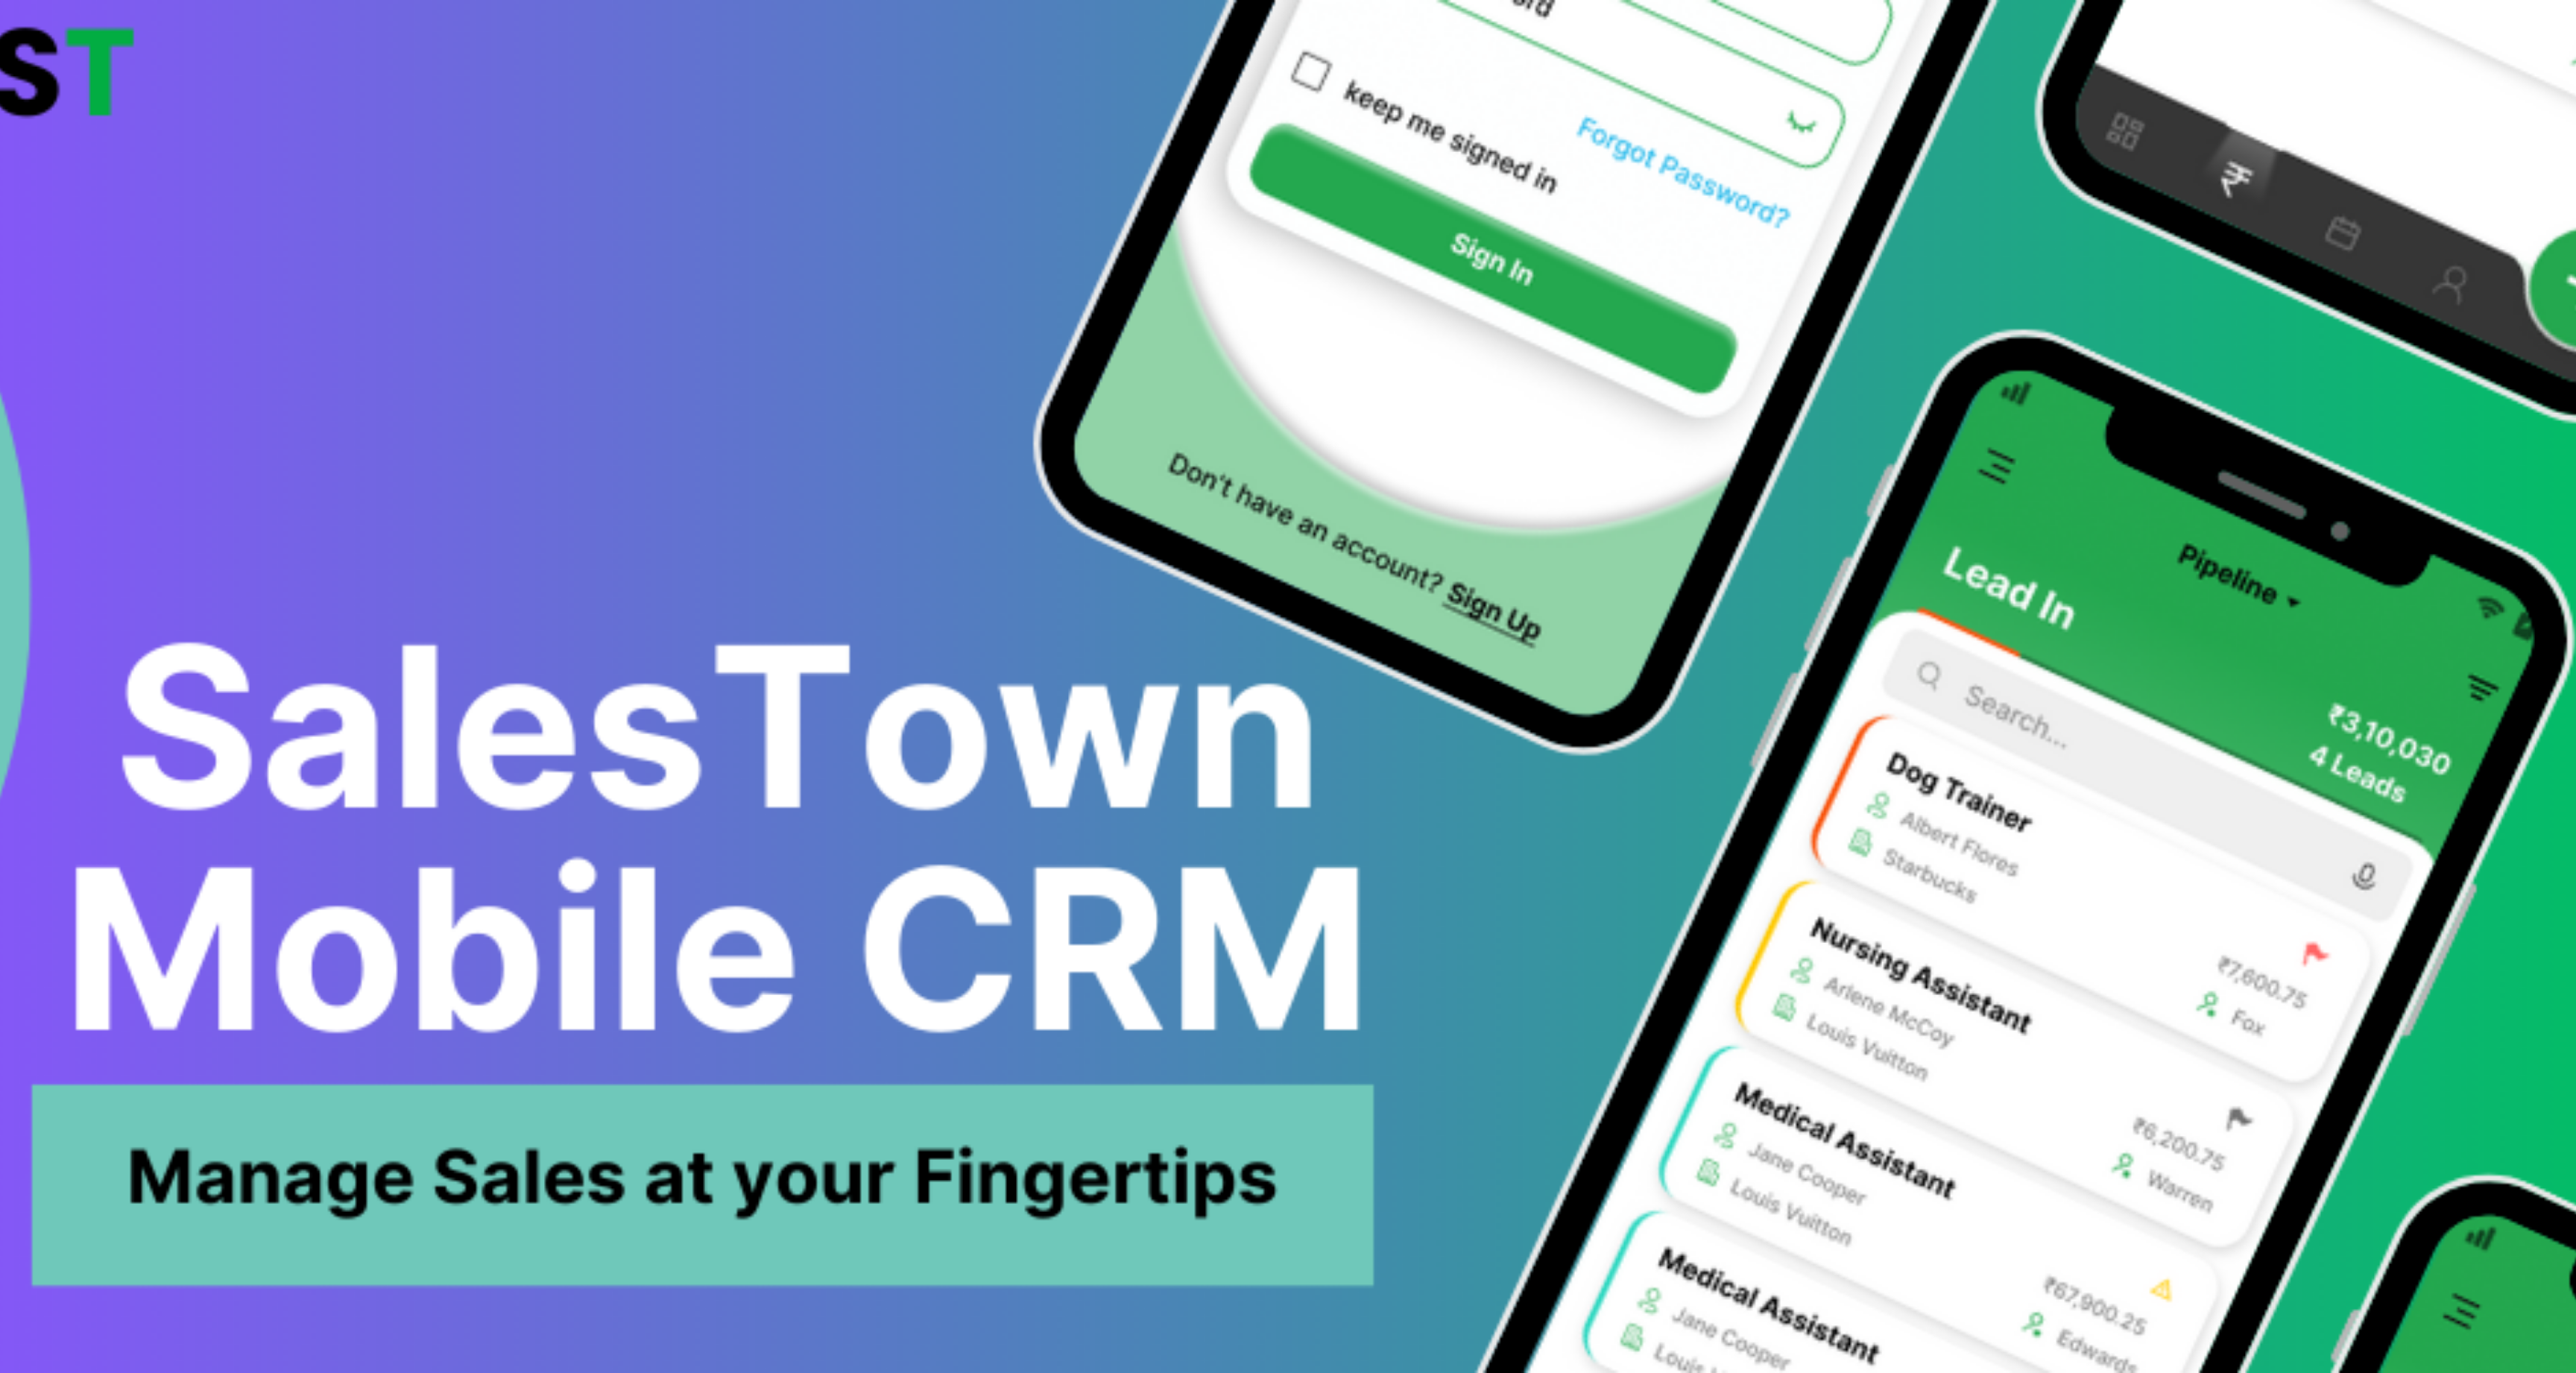 ST
SalesTown
Mobile CRM
Manage Sales at your Fingertips
keep me signed in
Forgot Password?
Sign In
Don't have an account? Sign Up
₹
Pipeline
Lead In
₹3,10,030
4 Leads
Search...
Dog Trainer
Albert Flores
Starbucks
₹7,600.75
Fox
Nursing Assistant
Arlene McCoy
Louis Vuitton
₹6,200.75
Warren
Medical Assistant
Jane Cooper
Louis Vuitton
₹67,900.25
Edwards
Medical Assistant
Jane Cooper